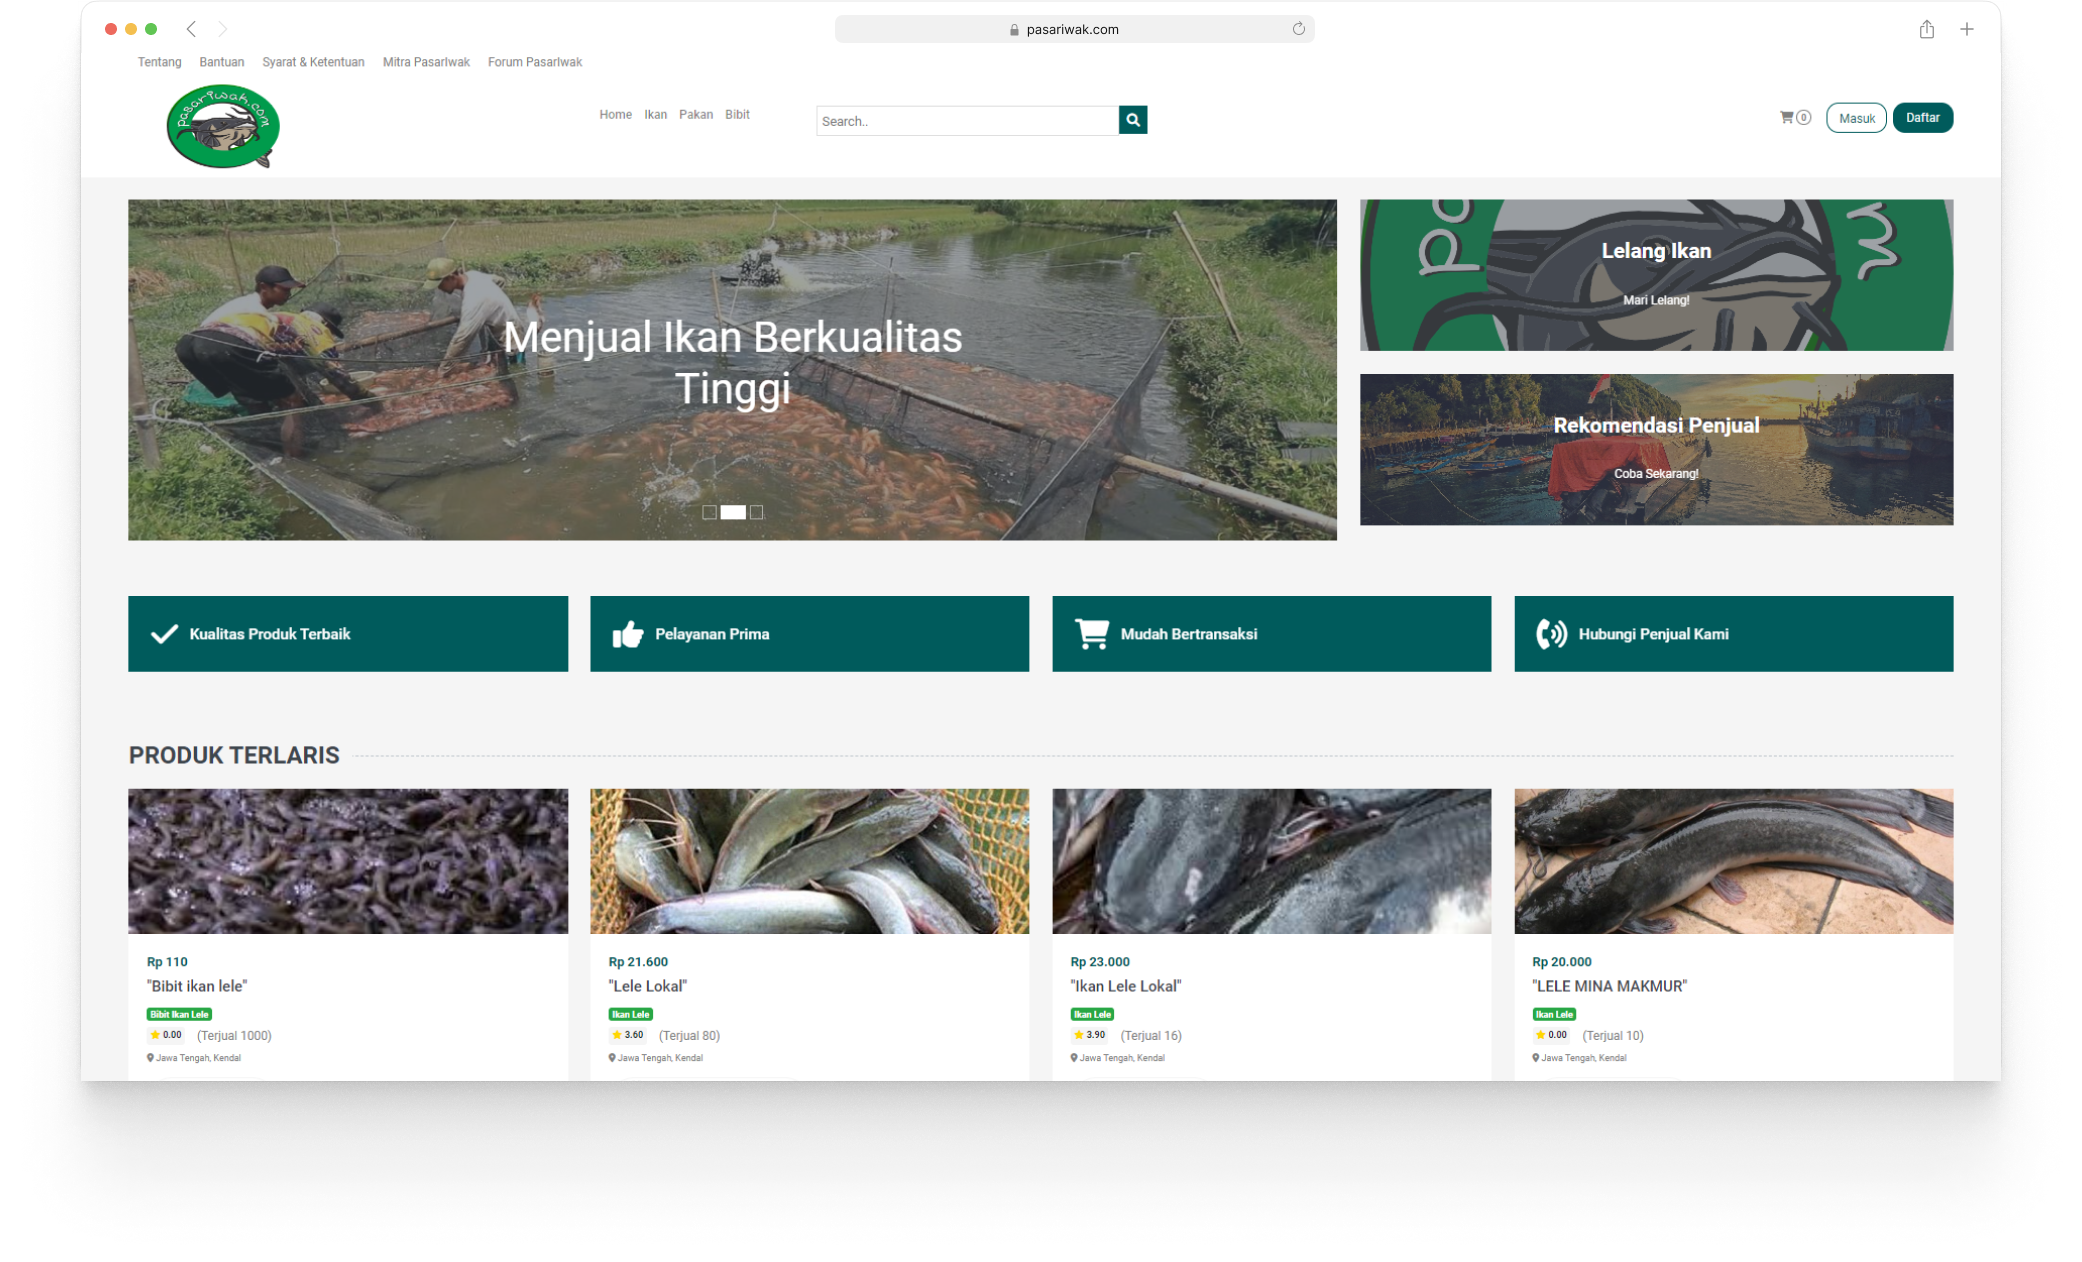 pasariwak.com
Tentang Bantuan Syarat & Ketentuan Mitra PasarIwak Forum PasarIwak
pasariwak.com
Home Ikan Pakan Bibit
Search..
0
Masuk
Daftar
Menjual Ikan Berkualitas
Tinggi
Lelang Ikan
Mari Lelang!
Rekomendasi Penjual
Coba Sekarang!
Kualitas Produk Terbaik
Pelayanan Prima
Mudah Bertransaksi
Hubungi Penjual Kami
PRODUK TERLARIS
Rp 110
"Bibit ikan lele"
Bibit Ikan Lele
0.00 (Terjual 1000)
Jawa Tengah, Kendal
Rp 21.600
"Lele Lokal"
Ikan Lele
3.60 (Terjual 80)
Jawa Tengah, Kendal
Rp 23.000
"Ikan Lele Lokal"
Ikan Lele
3.90 (Terjual 16)
Jawa Tengah, Kendal
Rp 20.000
"LELE MINA MAKMUR"
Ikan Lele
0.00 (Terjual 10)
Jawa Tengah, Kendal